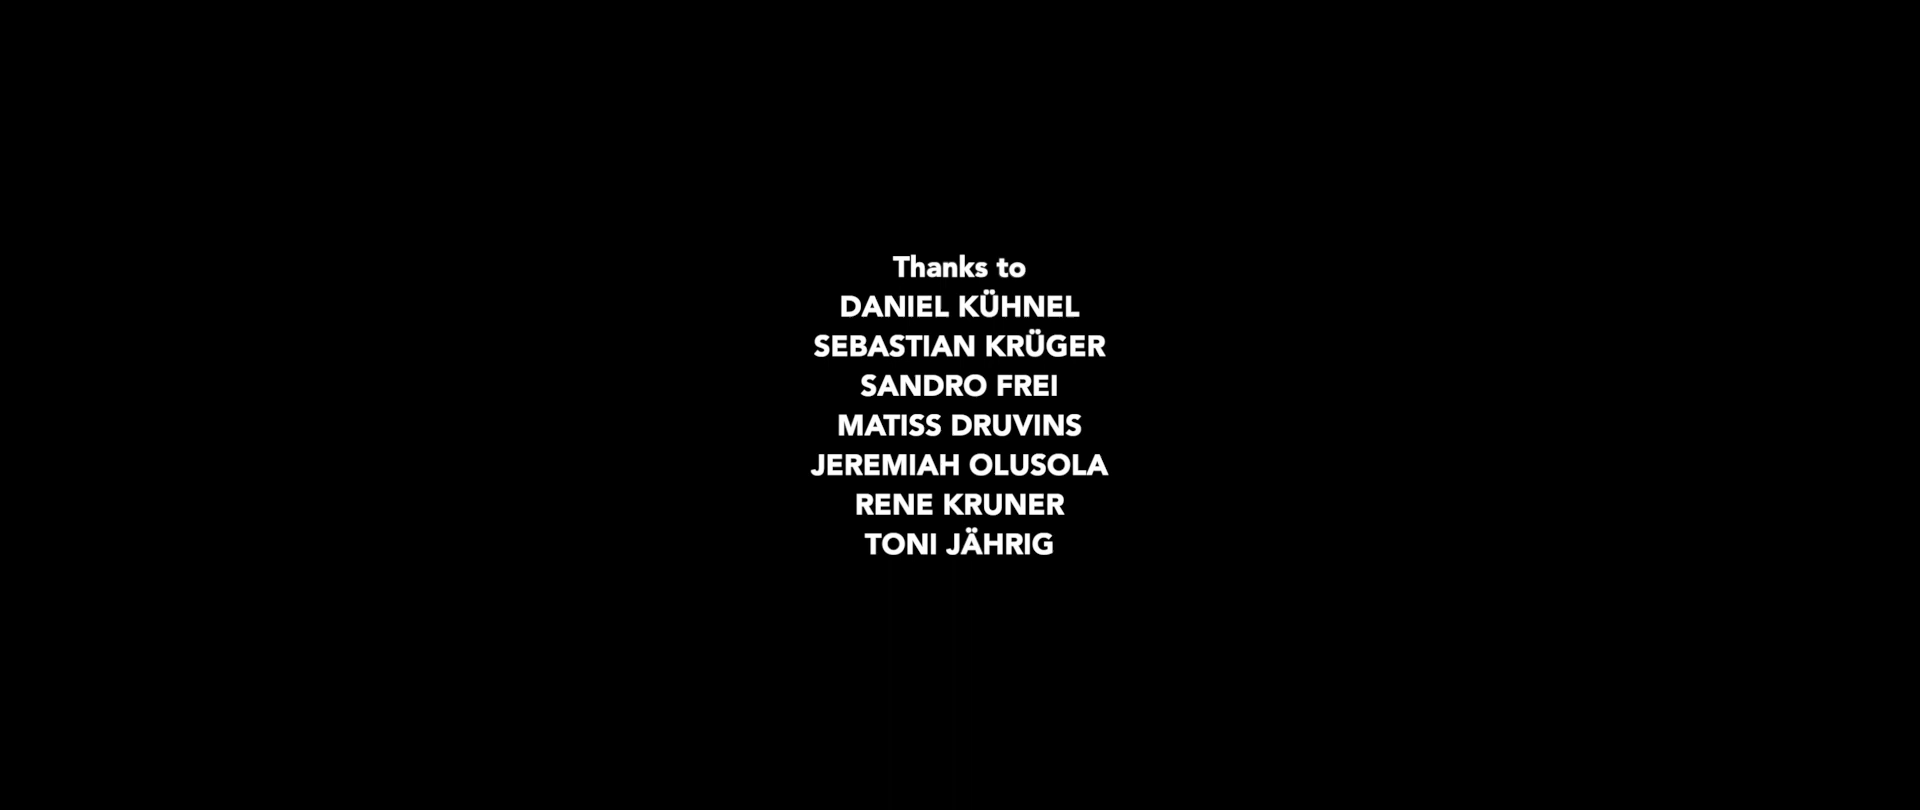 Thanks to
DANIEL KÜHNEL
SEBASTIAN KRÜGER
SANDRO FREI
MATISS DRUVINS
JEREMIAH OLUSOLA
RENE KRUNER
TONI JÄHRIG